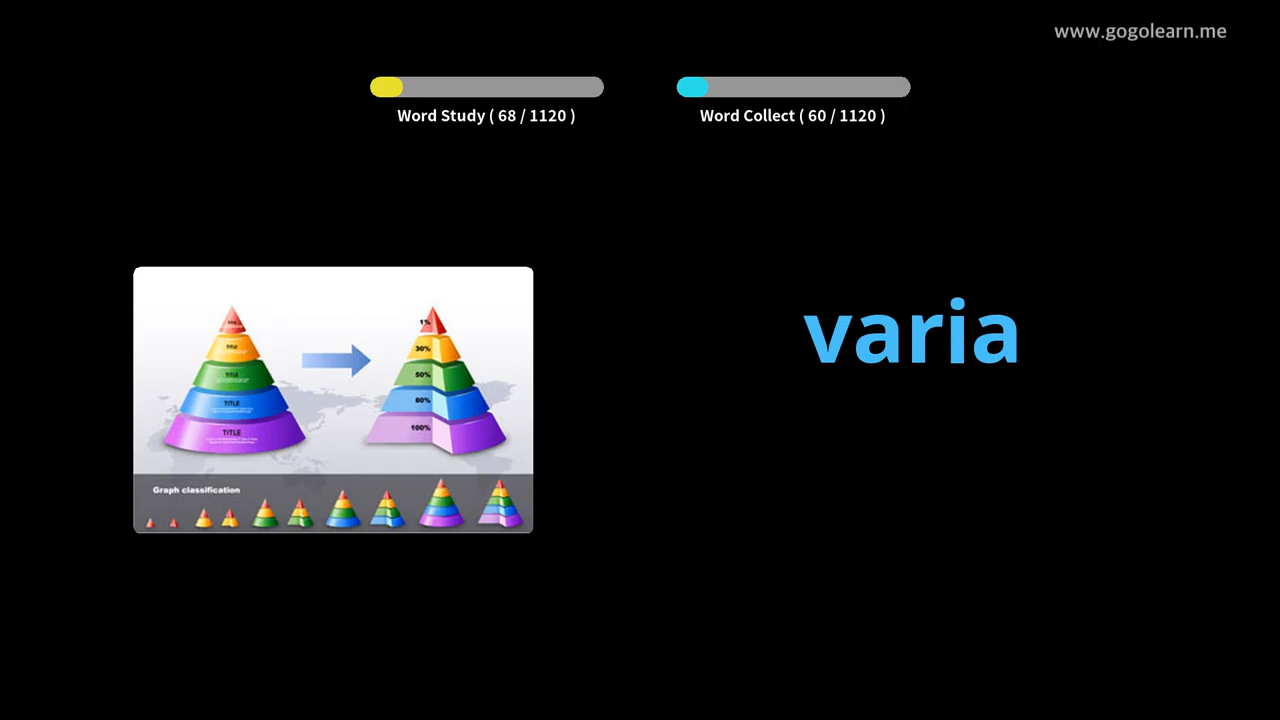 www.gogolearn.me
Word Study ( 68 / 1120 )
Word Collect ( 60 / 1120 )
varia
1%
TITLE
30%
TITLE
50%
TITLE
80%
TITLE
100%
Graph classification